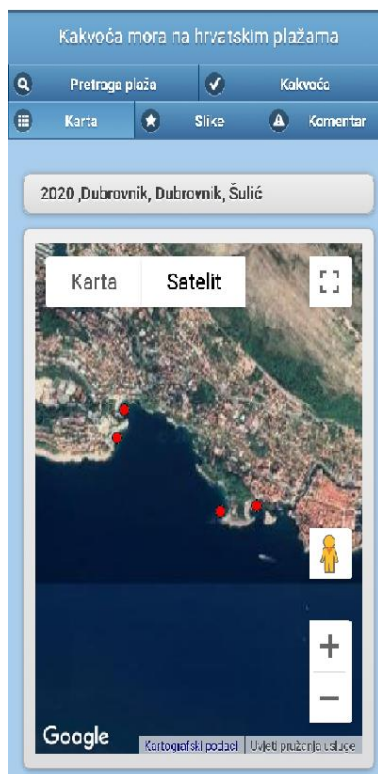 Kakvoća mora na hrvatskim plažama
Pretraga plaža
Kakvoća
Karta
Slike
Komentar
2020 ,Dubrovnik, Dubrovnik, Šulić
Karta
Satelit
Google
Kartografski podaci
Uvjeti pružanja usluge